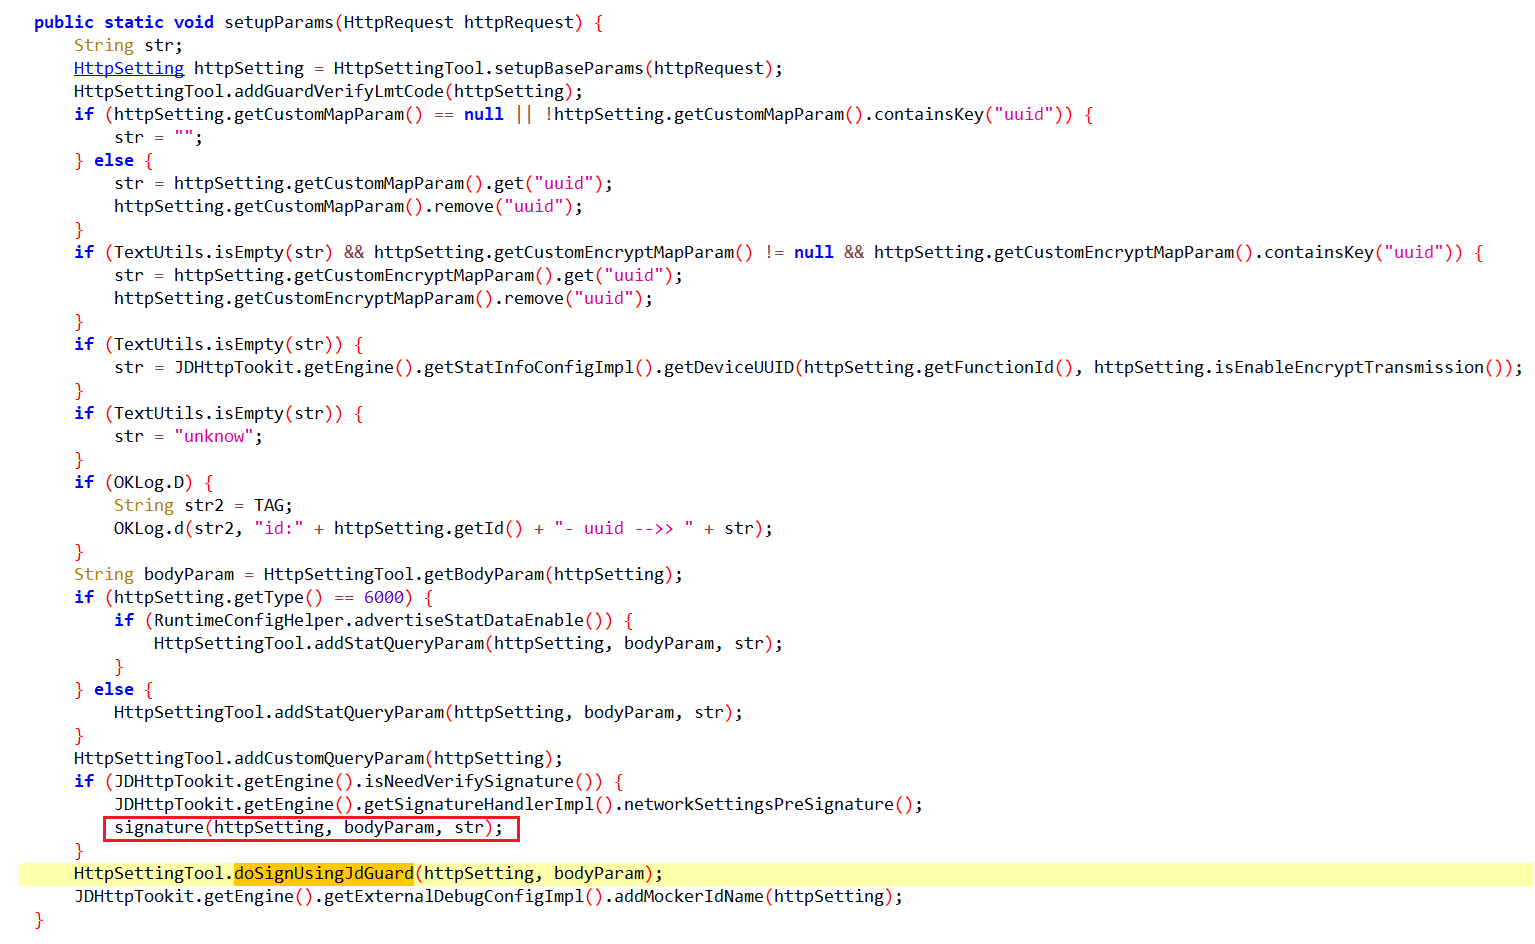 public static void setupParams(HttpRequest httpRequest) {
    String str;
    HttpSetting httpSetting = HttpSettingTool.setupBaseParams(httpRequest);
    HttpSettingTool.addGuardVerifyLmtCode(httpSetting);
    if (httpSetting.getCustomMapParam() == null || !httpSetting.getCustomMapParam().containsKey("uuid")) {
        str = "";
    } else {
        str = httpSetting.getCustomMapParam().get("uuid");
        httpSetting.getCustomMapParam().remove("uuid");
    }
    if (TextUtils.isEmpty(str) && httpSetting.getCustomEncryptMapParam() != null && httpSetting.getCustomEncryptMapParam().containsKey("uuid")) {
        str = httpSetting.getCustomEncryptMapParam().get("uuid");
        httpSetting.getCustomEncryptMapParam().remove("uuid");
    }
    if (TextUtils.isEmpty(str)) {
        str = JDHttpTookit.getEngine().getStatInfoConfigImpl().getDeviceUUID(httpSetting.getFunctionId(), httpSetting.isEnableEncryptTransmission());
    }
    if (TextUtils.isEmpty(str)) {
        str = "unknow";
    }
    if (OKLog.D) {
        String str2 = TAG;
        OKLog.d(str2, "id:" + httpSetting.getId() + "- uuid -->> " + str);
    }
    String bodyParam = HttpSettingTool.getBodyParam(httpSetting);
    if (httpSetting.getType() == 6000) {
        if (RuntimeConfigHelper.advertiseStatDataEnable()) {
            HttpSettingTool.addStatQueryParam(httpSetting, bodyParam, str);
        }
    } else {
        HttpSettingTool.addStatQueryParam(httpSetting, bodyParam, str);
    }
    HttpSettingTool.addCustomQueryParam(httpSetting);
    if (JDHttpTookit.getEngine().isNeedVerifySignature()) {
        JDHttpTookit.getEngine().getSignatureHandlerImpl().networkSettingsPreSignature();
        signature(httpSetting, bodyParam, str);
    }
    HttpSettingTool.doSignUsingJdGuard(httpSetting, bodyParam);
    JDHttpTookit.getEngine().getExternalDebugConfigImpl().addMockerIdName(httpSetting);
}